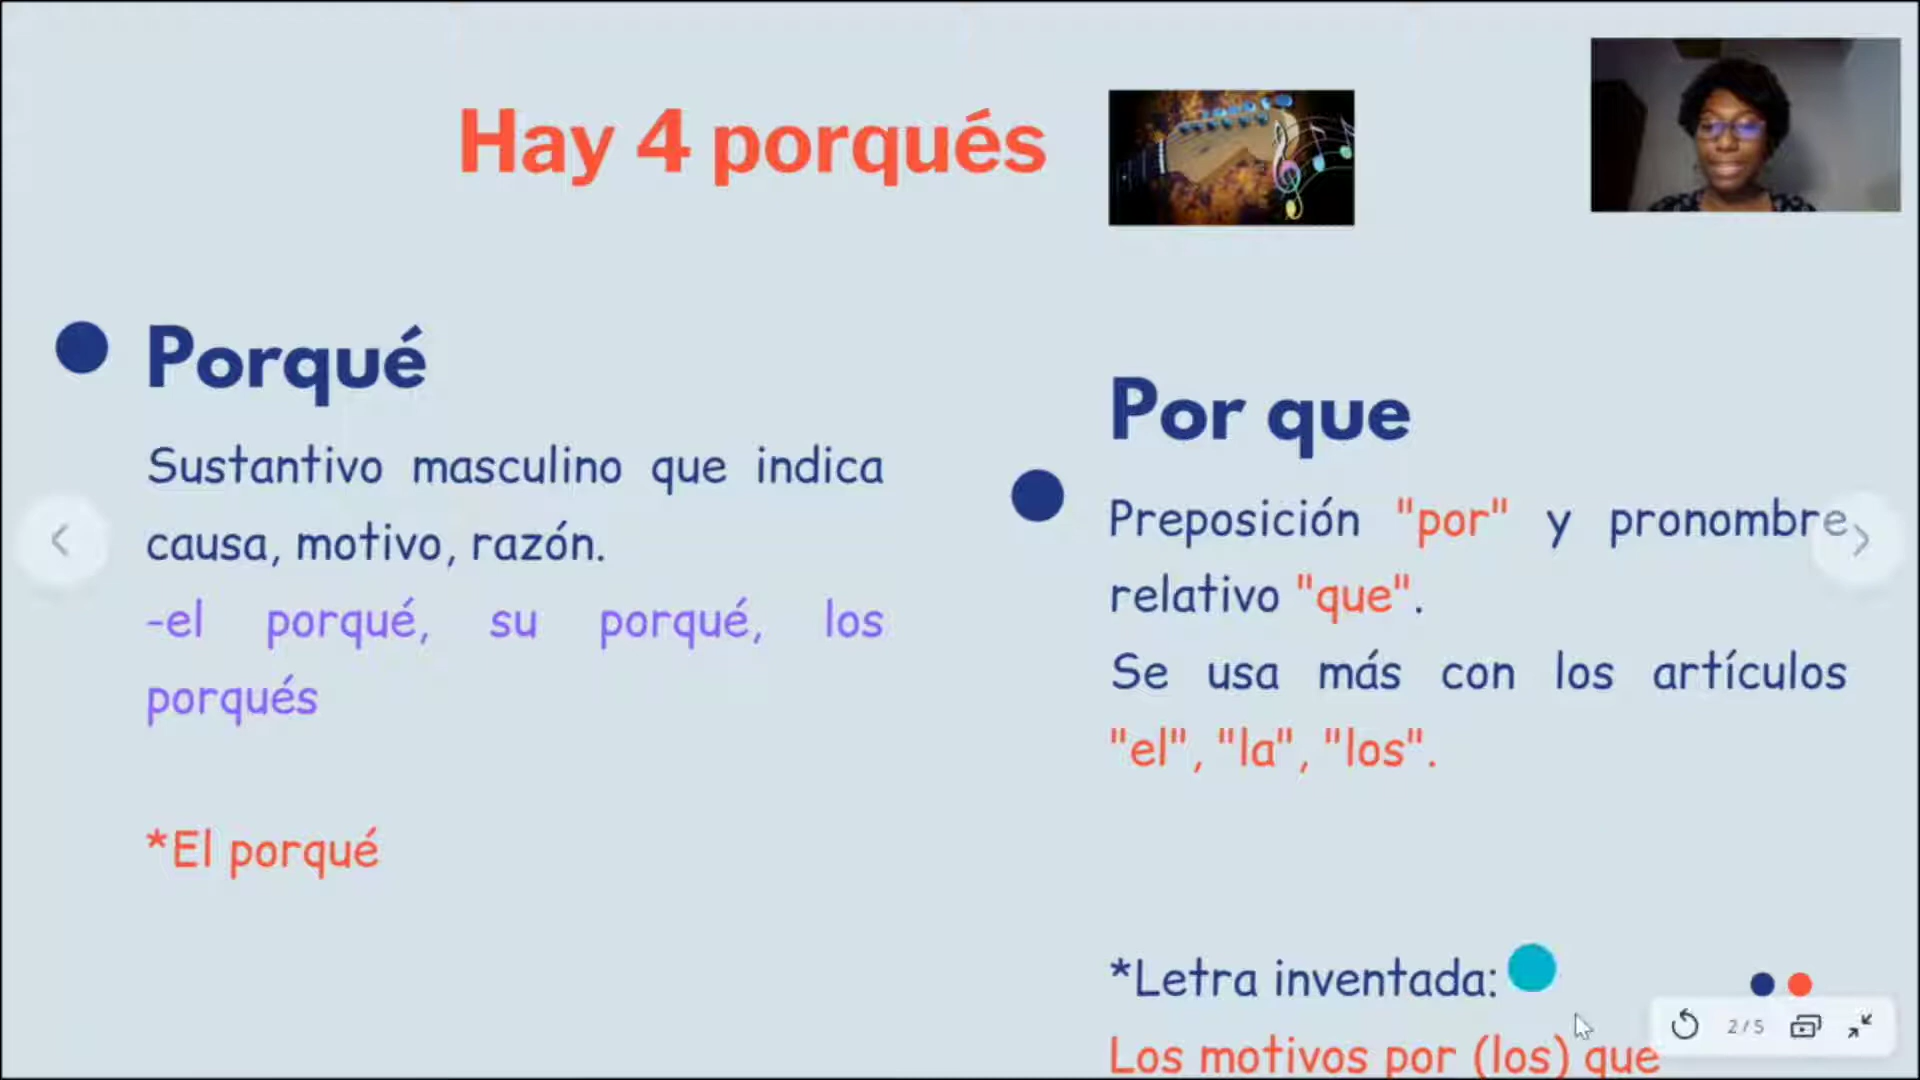 Hay 4 porqués
Porqué
Sustantivo masculino que indica
causa, motivo, razón.
-el porqué, su porqué, los
porqués
*El porqué
Por que
Preposición "por" y pronombre
relativo "que".
Se usa más con los artículos
"el", "la", "los".
*Letra inventada:
Los motivos por (los) que
2/5